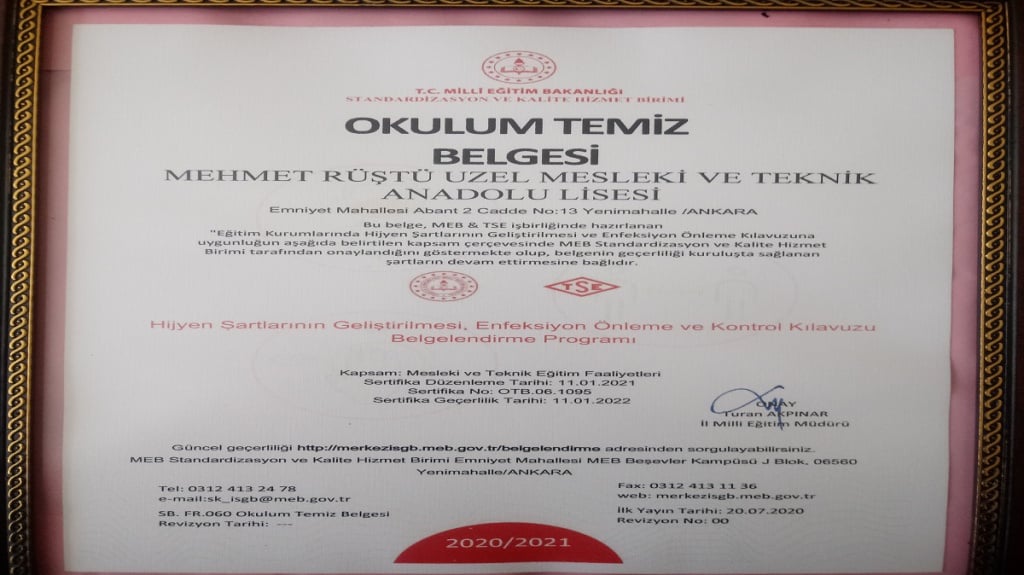 T.C. MİLLÎ EĞİTİM BAKANLIĞI
STANDARDİZASYON VE KALİTE HİZMET BİRİMİ
OKULUM TEMİZ
BELGESİ
MEHMET RÜŞTÜ UZEL MESLEKİ VE TEKNİK
ANADOLU LİSESİ
Emniyet Mahallesi Abant 2 Cadde No:13 Yenimahalle /ANKARA
Bu belge, MEB & TSE işbirliğinde hazırlanan
"Eğitim Kurumlarında Hijyen Şartlarının Geliştirilmesi ve Enfeksiyon Önleme Kılavuzuna
uygunluğun aşağıda belirtilen kapsam çerçevesinde MEB Standardizasyon ve Kalite Hizmet
Birimi tarafından onaylandığını göstermekte olup, belgenin geçerliliği kuruluşta sağlanan
şartların devam ettirmesine bağlıdır.
TSE
Hijyen Şartlarının Geliştirilmesi, Enfeksiyon Önleme ve Kontrol Kılavuzu
Belgelendirme Programı
Kapsam: Mesleki ve Teknik Eğitim Faaliyetleri
Sertifika Düzenleme Tarihi: 11.01.2021
Sertifika No: OTB.06.1095
Sertifika Geçerlilik Tarihi: 11.01.2022
ONAY
Turan AKPINAR
İl Milli Eğitim Müdürü
Güncel geçerliliği http://merkezisgb.meb.gov.tr/belgelendirme adresinden sorgulayabilirsiniz.
MEB Standardizasyon ve Kalite Hizmet Birimi Emniyet Mahallesi MEB Beşevler Kampüsü J Blok, 06560
Yenimahalle/ANKARA
Tel: 0312 413 24 78
e-mail:sk_isgb@meb.gov.tr
SB. FR.060 Okulum Temiz Belgesi
Revizyon Tarihi: ---
Fax: 0312 413 11 36
web: merkezisgb.meb.gov.tr
İlk Yayın Tarihi: 20.07.2020
Revizyon No: 00
2020/2021